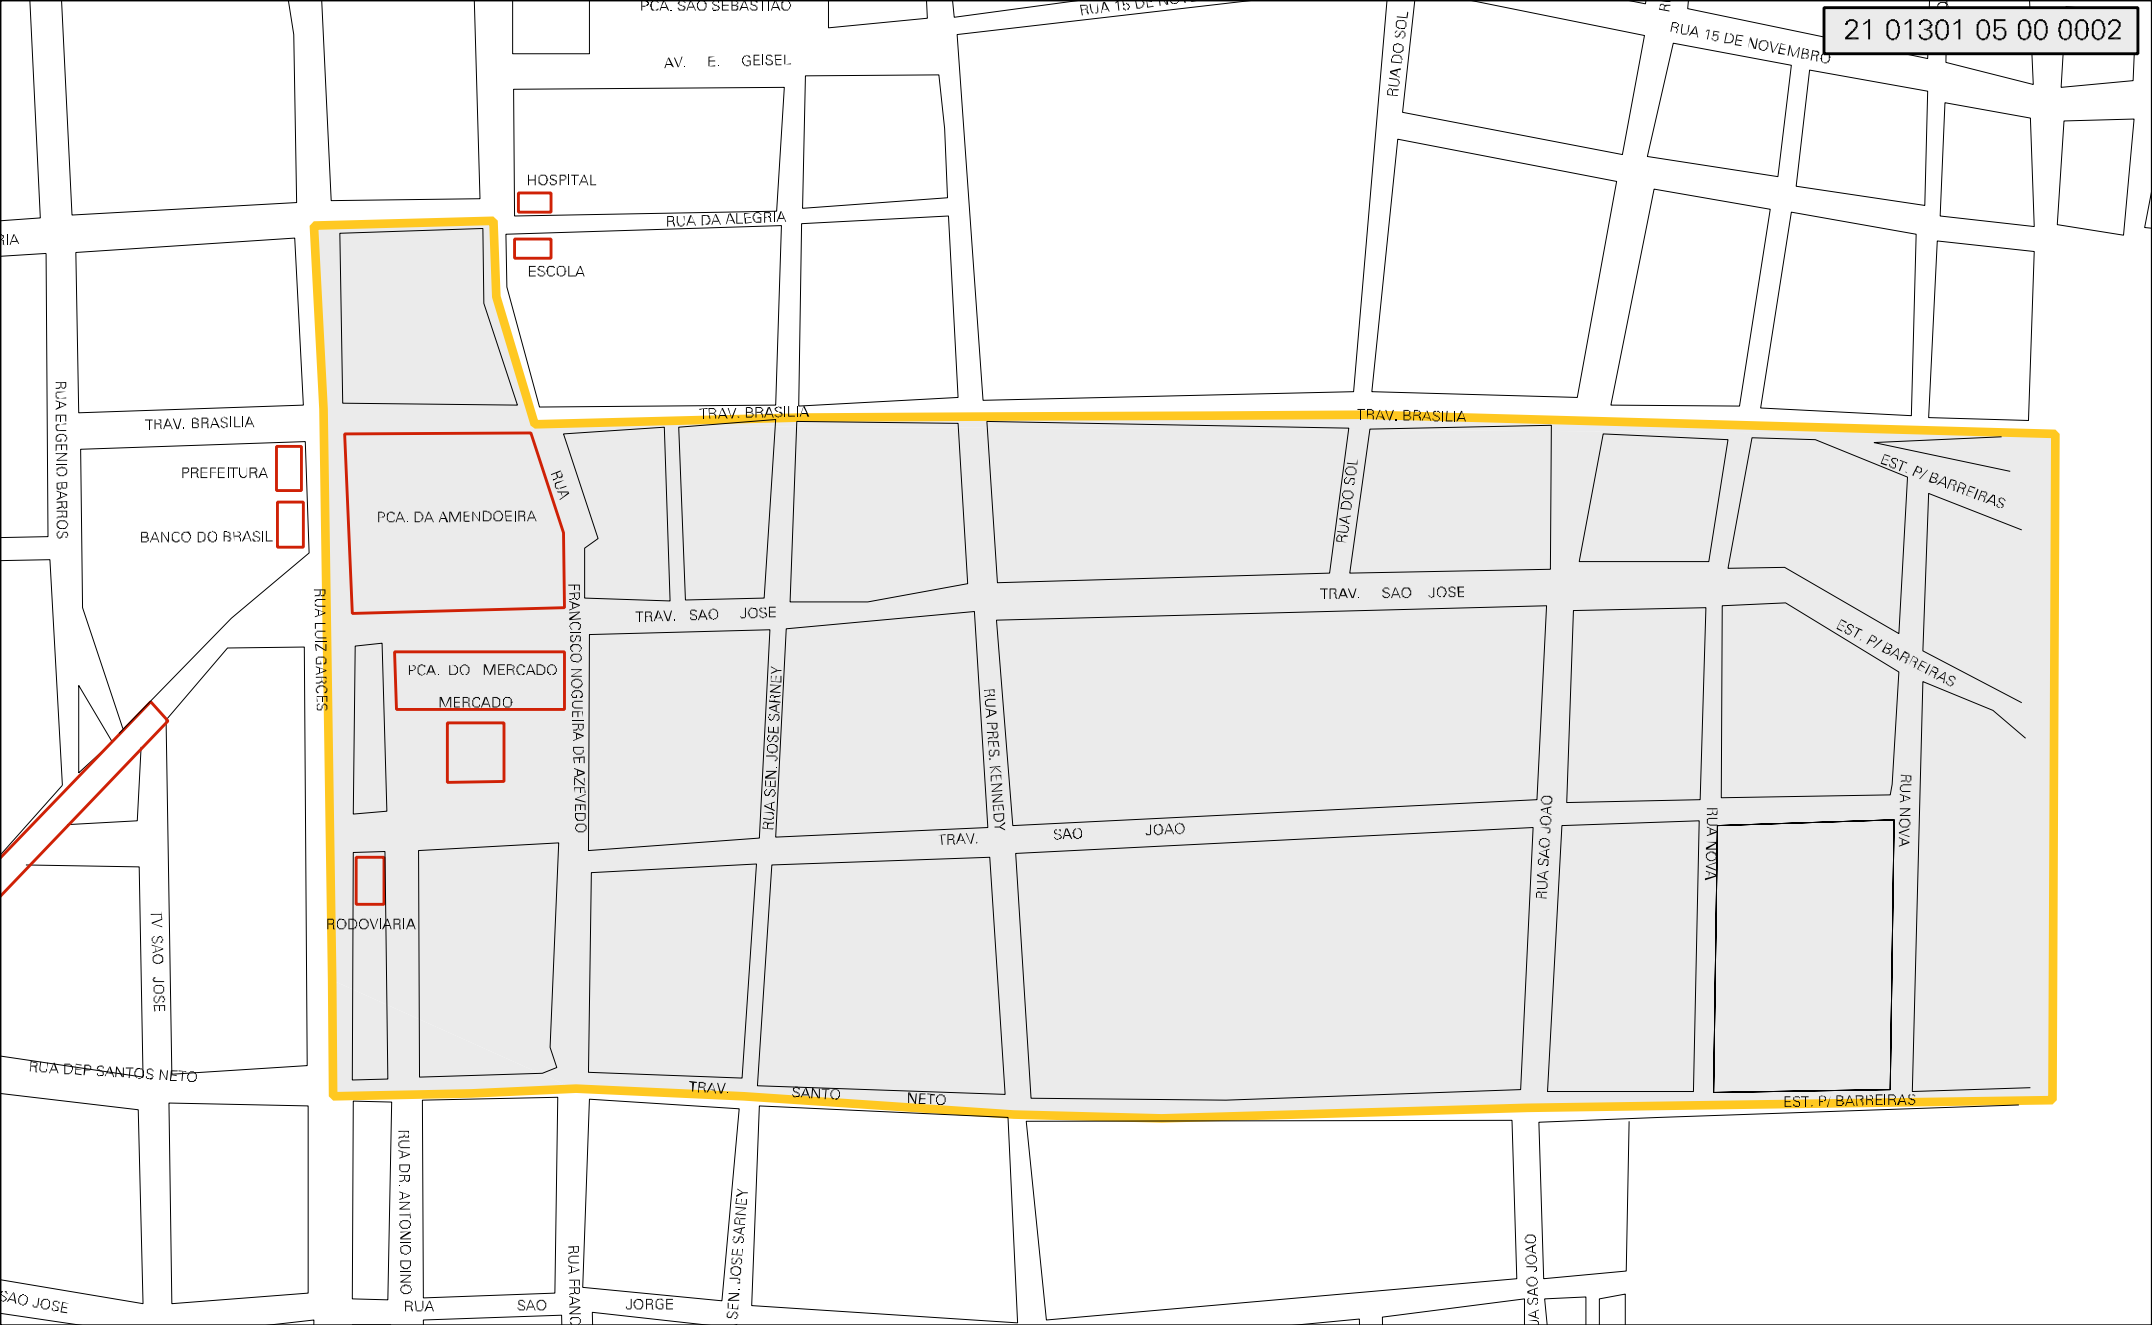 PCA. SAO SEBASTIAO
RUA DO SOL
RUA 15 DE NOVEMBRO
21 01301 05 00 0002
AV. E. GEISEL
HOSPITAL
RUA DA ALEGRIA
ESCOLA
RUA EUGENIO BARROS
TRAV. BRASILIA
TRAV. BRASILIA
TRAV. BRASILIA
PREFEITURA
BANCO DO BRASIL
PCA. DA AMENDOEIRA
RUA
FRANCISCO NOGUEIRA DE AZEVEDO
RUA DO SOL
EST. P/ BARREIRAS
RUA LUIZ GARCES
TRAV. SAO JOSE
TRAV. SAO JOSE
EST. P/ BARREIRAS
PCA. DO MERCADO
MERCADO
RUA SEN. JOSE SARNEY
RUA PRES. KENNEDY
TRAV. SAO JOAO
RUA SAO JOAO
RUA NOVA
RUA NOVA
RODOVIARIA
TV SAO JOSE
RUA DEP SANTOS NETO
TRAV. SANTO NETO
EST. P/ BARREIRAS
RUA DR. ANTONIO DINO
SEN. JOSE SARNEY
SAO JOAO
SAO JOSE
RUA SAO JORGE
RUA